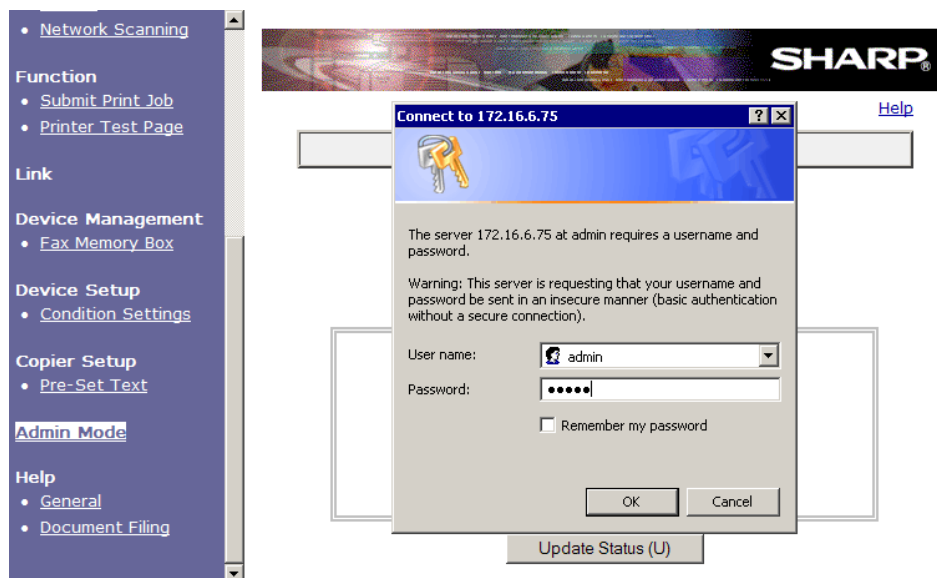 Network Scanning
Function
Submit Print Job
Printer Test Page
Link
Device Management
Fax Memory Box
Device Setup
Condition Settings
Copier Setup
Pre-Set Text
Admin Mode
Help
General
Document Filing
SHARP®
Help
Connect to 172.16.6.75
The server 172.16.6.75 at admin requires a username and
password.
Warning: This server is requesting that your username and
password be sent in an insecure manner (basic authentication
without a secure connection).
User name:
admin
Password:
●●●●●
Remember my password
OK
Cancel
Update Status (U)